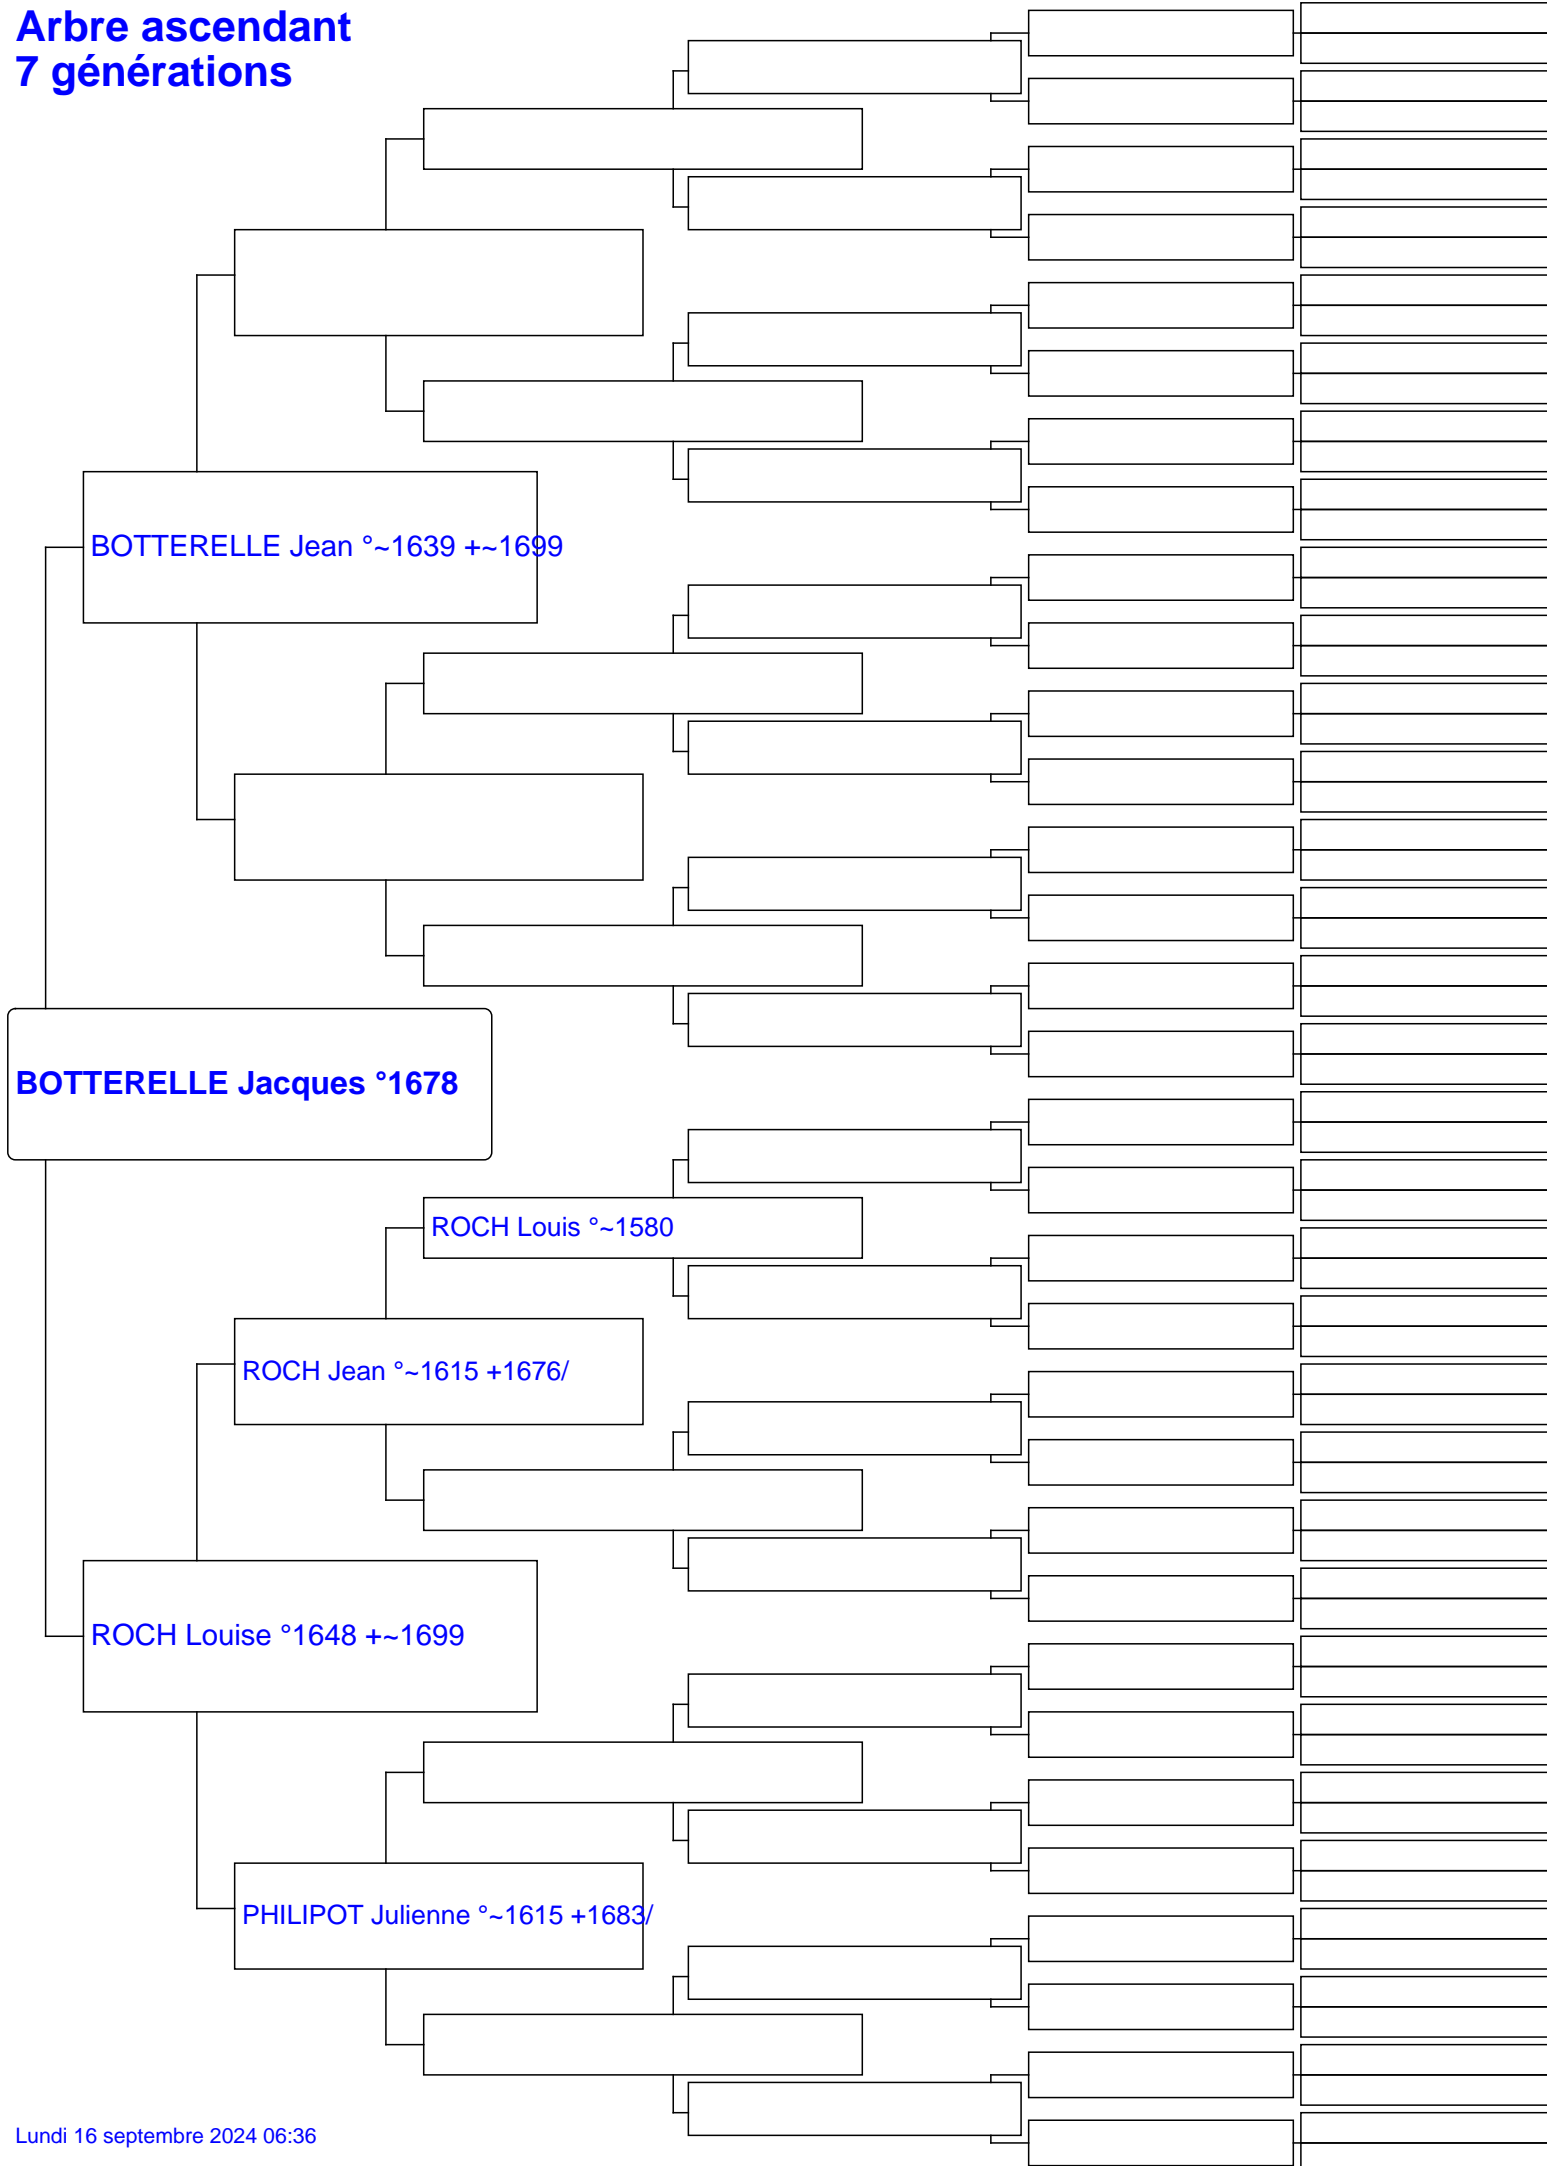 Arbre ascendant
7 générations
BOTTERELLE Jean °~1639 +~1699
BOTTERELLE Jacques °1678
ROCH Louis °~1580
ROCH Jean °~1615 +1676/
ROCH Louise °1648 +~1699
PHILIPOT Julienne °~1615 +1683/
Lundi 16 septembre 2024 06:36